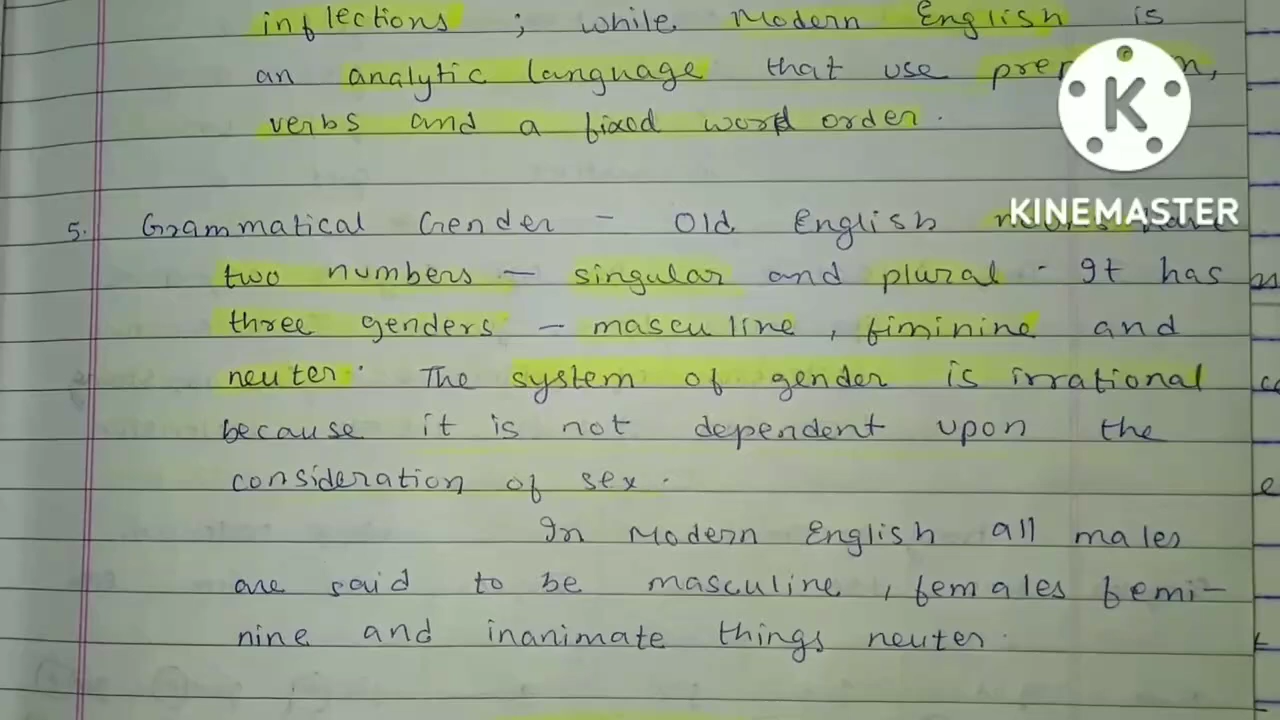 inflections ; while Modern English is
an analytic language that use
verbs and a fixed word order.
KINEMASTER
5. Grammatical Gender - Old English
two numbers - singular and plural. It has
three genders - masculine, fiminine and
neuter. The system of gender is irrational
because it is not dependent upon the
consideration of sex.
In Modern English all males
are said to be masculine, females femi-
nine and inanimate things neuter.